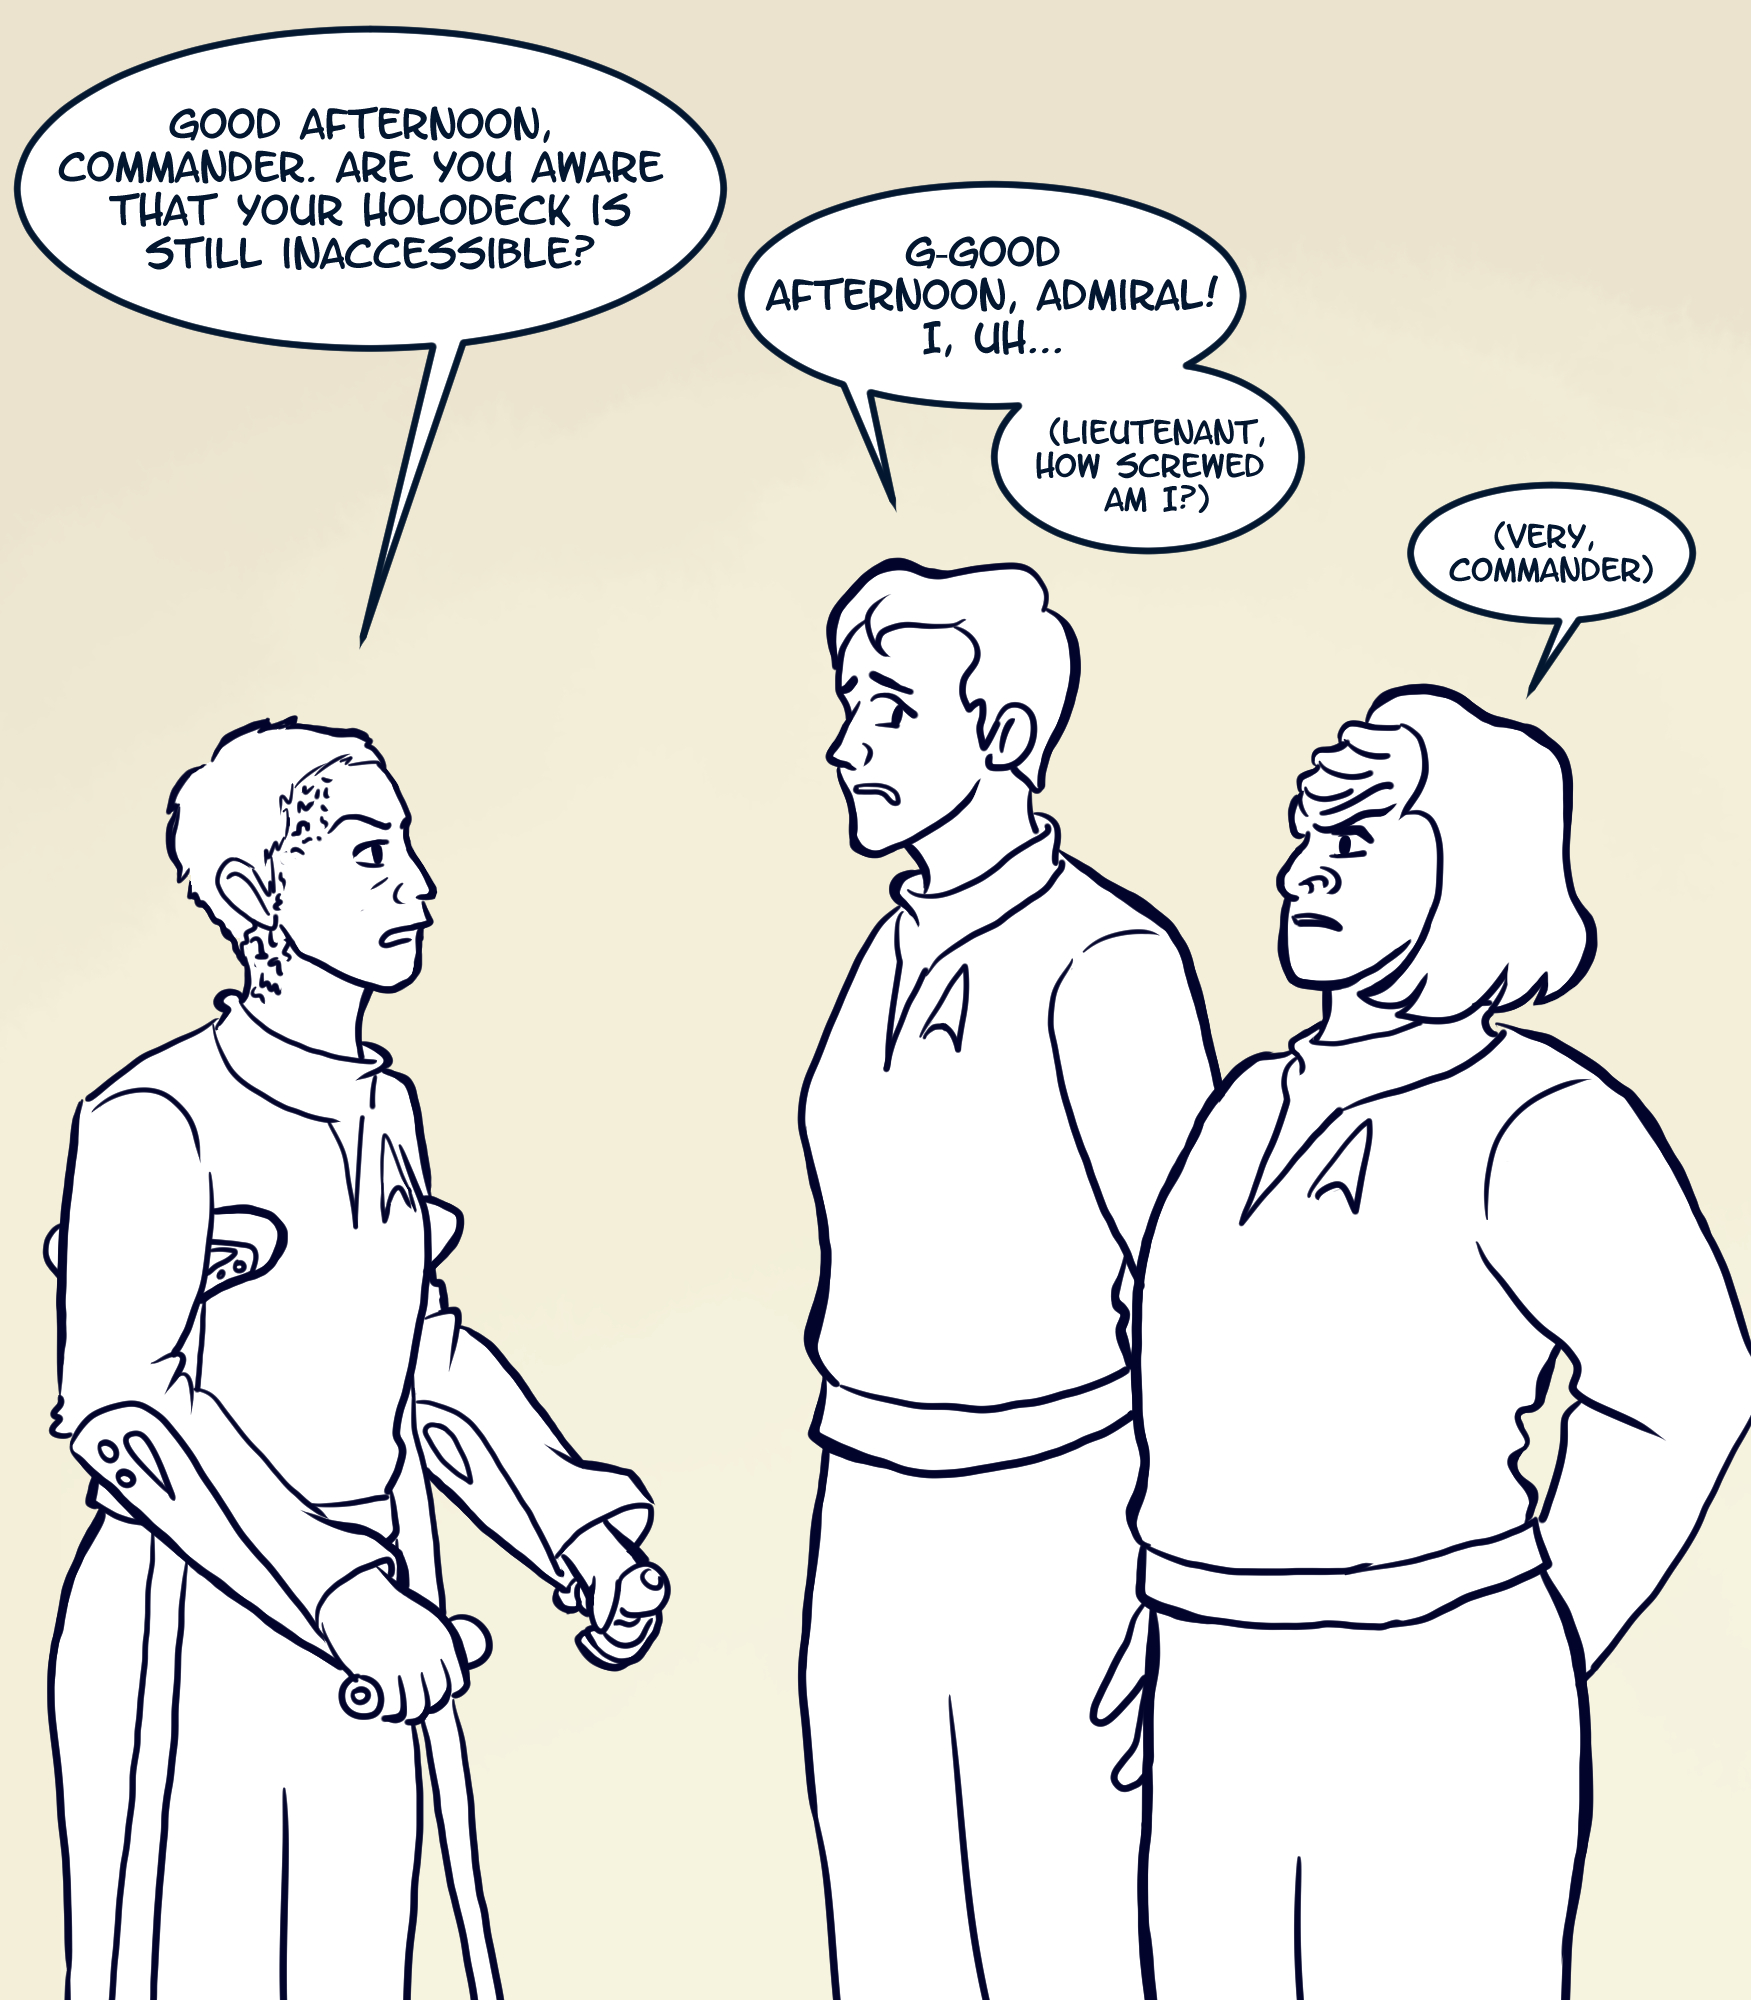 GOOD AFTERNOON,
COMMANDER. ARE YOU AWARE
THAT YOUR HOLODECK IS
STILL INACCESSIBLE?
G-GOOD
AFTERNOON, ADMIRAL!
I, UH...
(LIEUTENANT,
HOW SCREWED
AM I?)
(VERY,
COMMANDER)